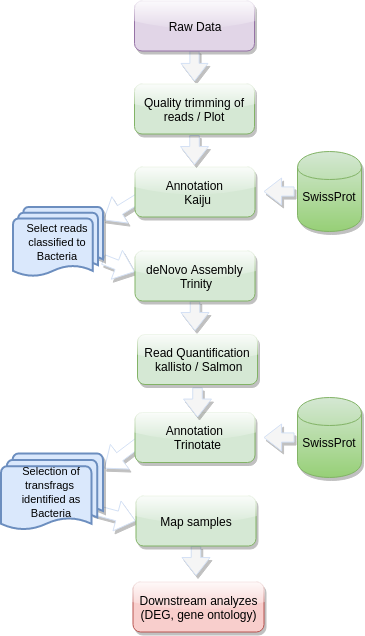 Raw Data
Quality trimming of
reads / Plot
Annotation
Kaiju
SwissProt
Select reads
classified to
Bacteria
deNovo Assembly
Trinity
Read Quantification
kallisto / Salmon
Annotation
Trinotate
SwissProt
Selection of
transfrags
identified as
Bacteria
Map samples
Downstream analyzes
(DEG, gene ontology)